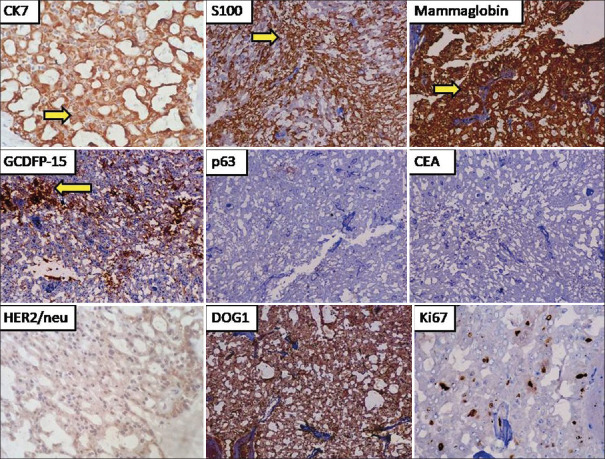 CK7
S100
Mammaglobin
GCDFP-15
p63
CEA
HER2/neu
DOG1
Ki67